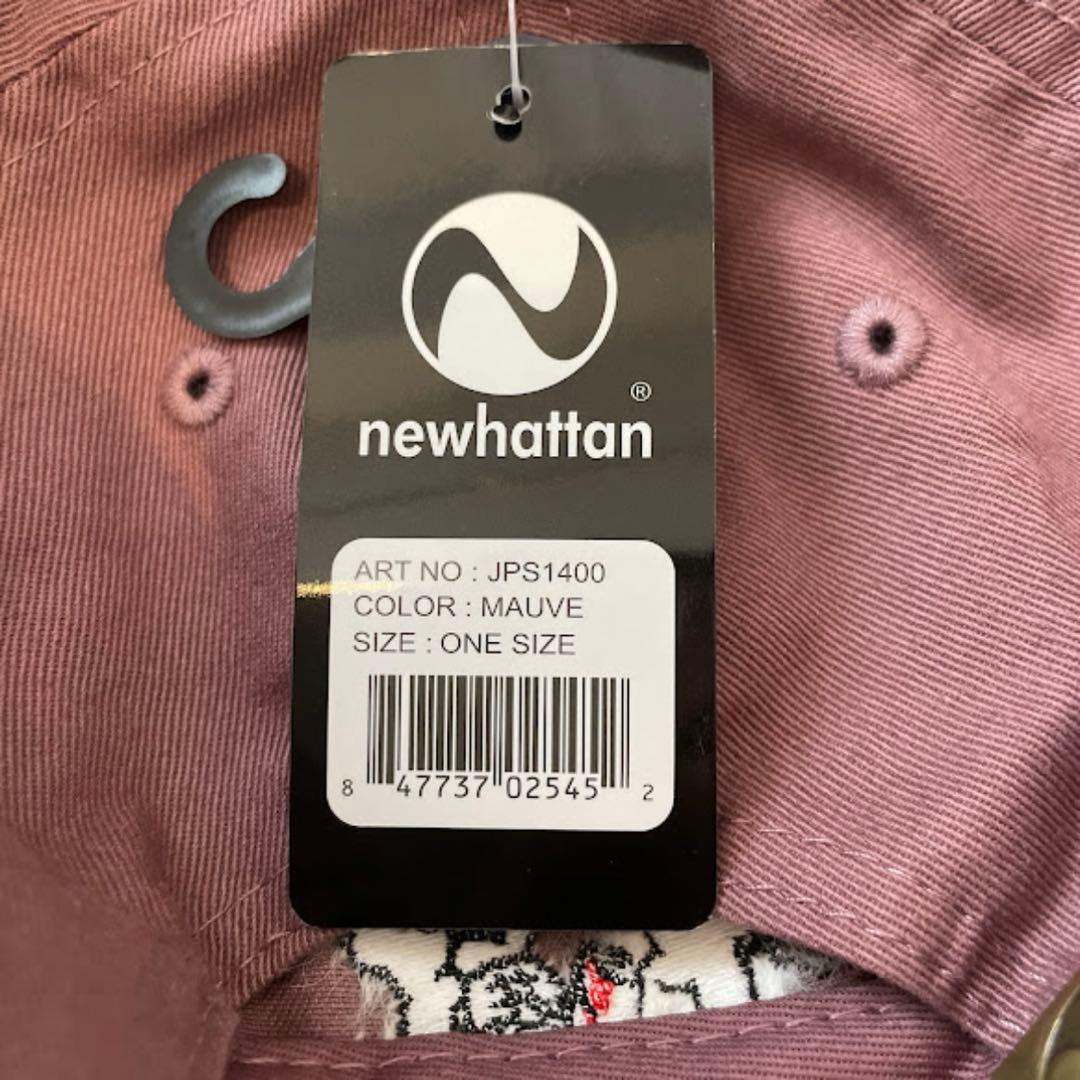 ®
newhattan
ART NO : JPS1400
COLOR : MAUVE
SIZE : ONE SIZE
8 47737 02545 2